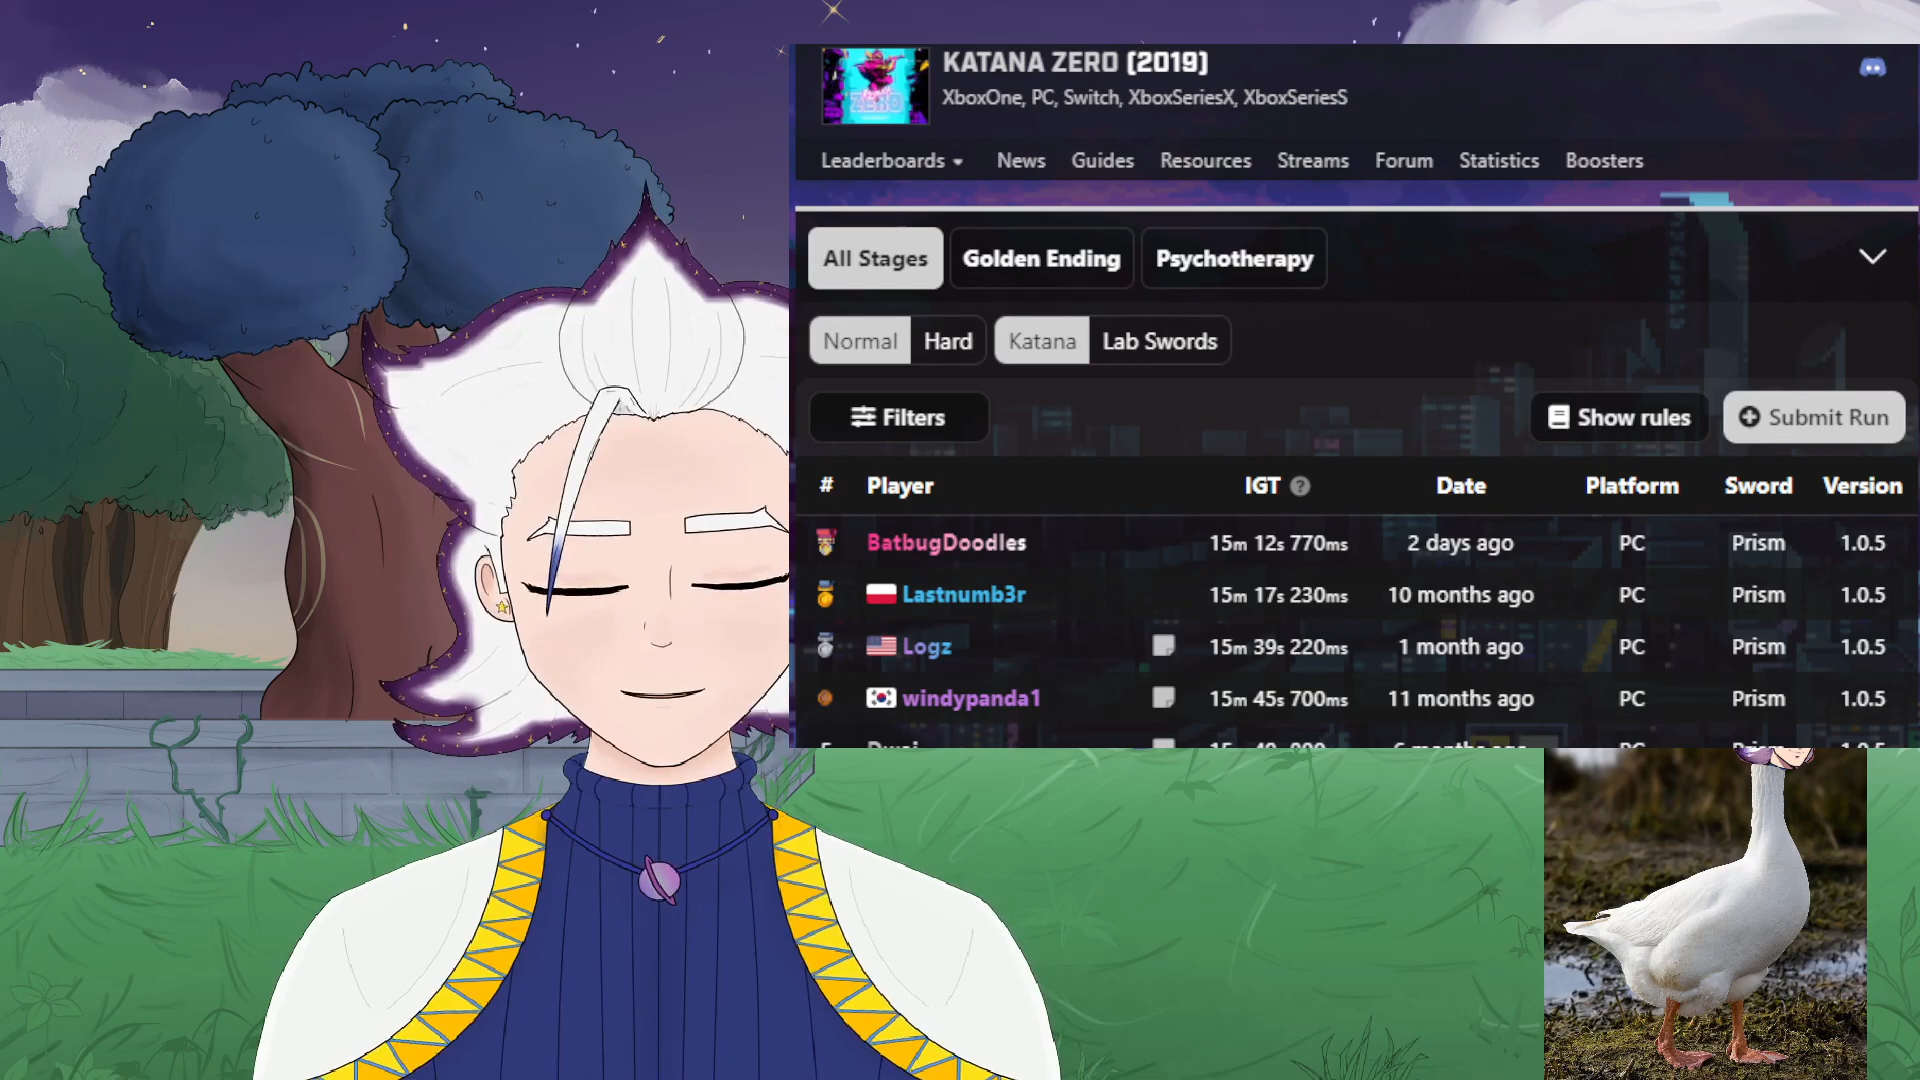 KATANA ZERO (2019)
XboxOne, PC, Switch, XboxSeriesX, XboxSeriesS
Leaderboards News Guides Resources Streams Forum Statistics Boosters
All Stages Golden Ending Psychotherapy
Normal Hard Katana Lab Swords
Filters Show rules Submit Run
# Player IGT ? Date Platform Sword Version
BatbugDoodles 15m 12s 770ms 2 days ago PC Prism 1.0.5
Lastnumb3r 15m 17s 230ms 10 months ago PC Prism 1.0.5
Logz 15m 39s 220ms 1 month ago PC Prism 1.0.5
windypanda1 15m 45s 700ms 11 months ago PC Prism 1.0.5